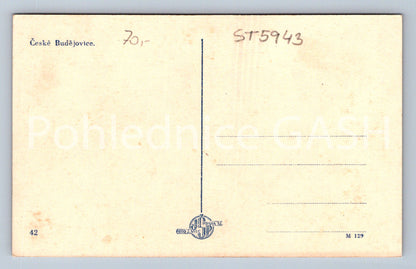 České Budějovice.
70,-
ST5943
Pohlednice GASH
42
M 129